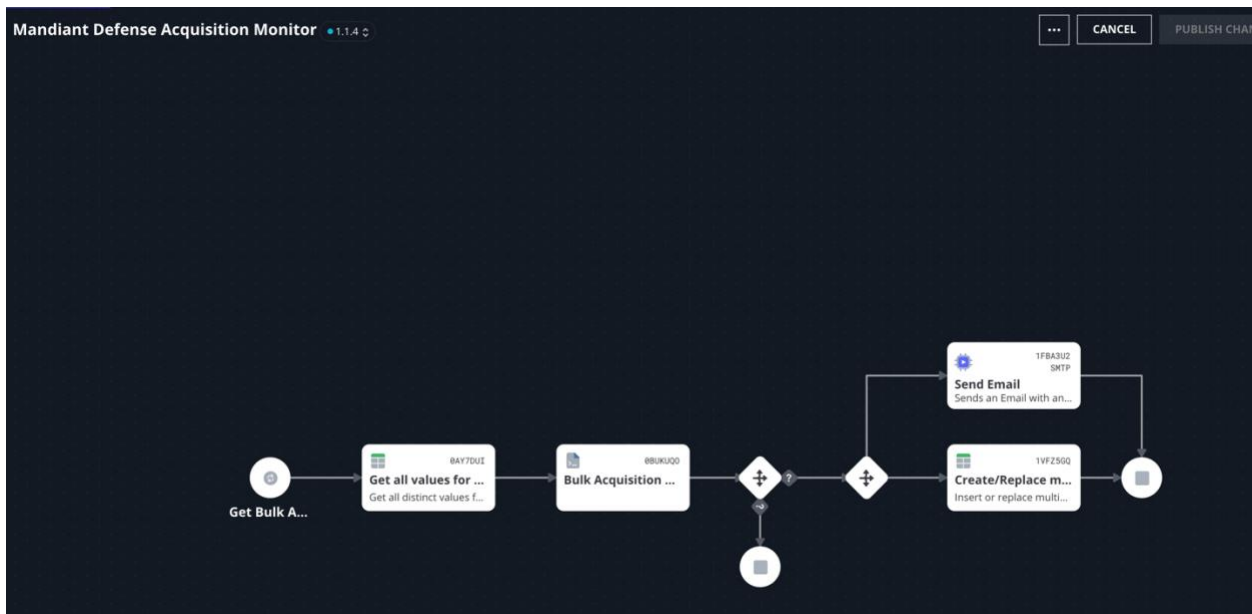 Mandiant Defense Acquisition Monitor 1.1.4
... CANCEL PUBLISH CHAN
1FBA3U2
SMTP
Send Email
Sends an Email with an...
0AY7DUI
Get all values for ...
Get all distinct values f...
0BUKUQO
Bulk Acquisition ...
?
?
1VFZ5GQ
Create/Replace m...
Insert or replace multi...
Get Bulk A...